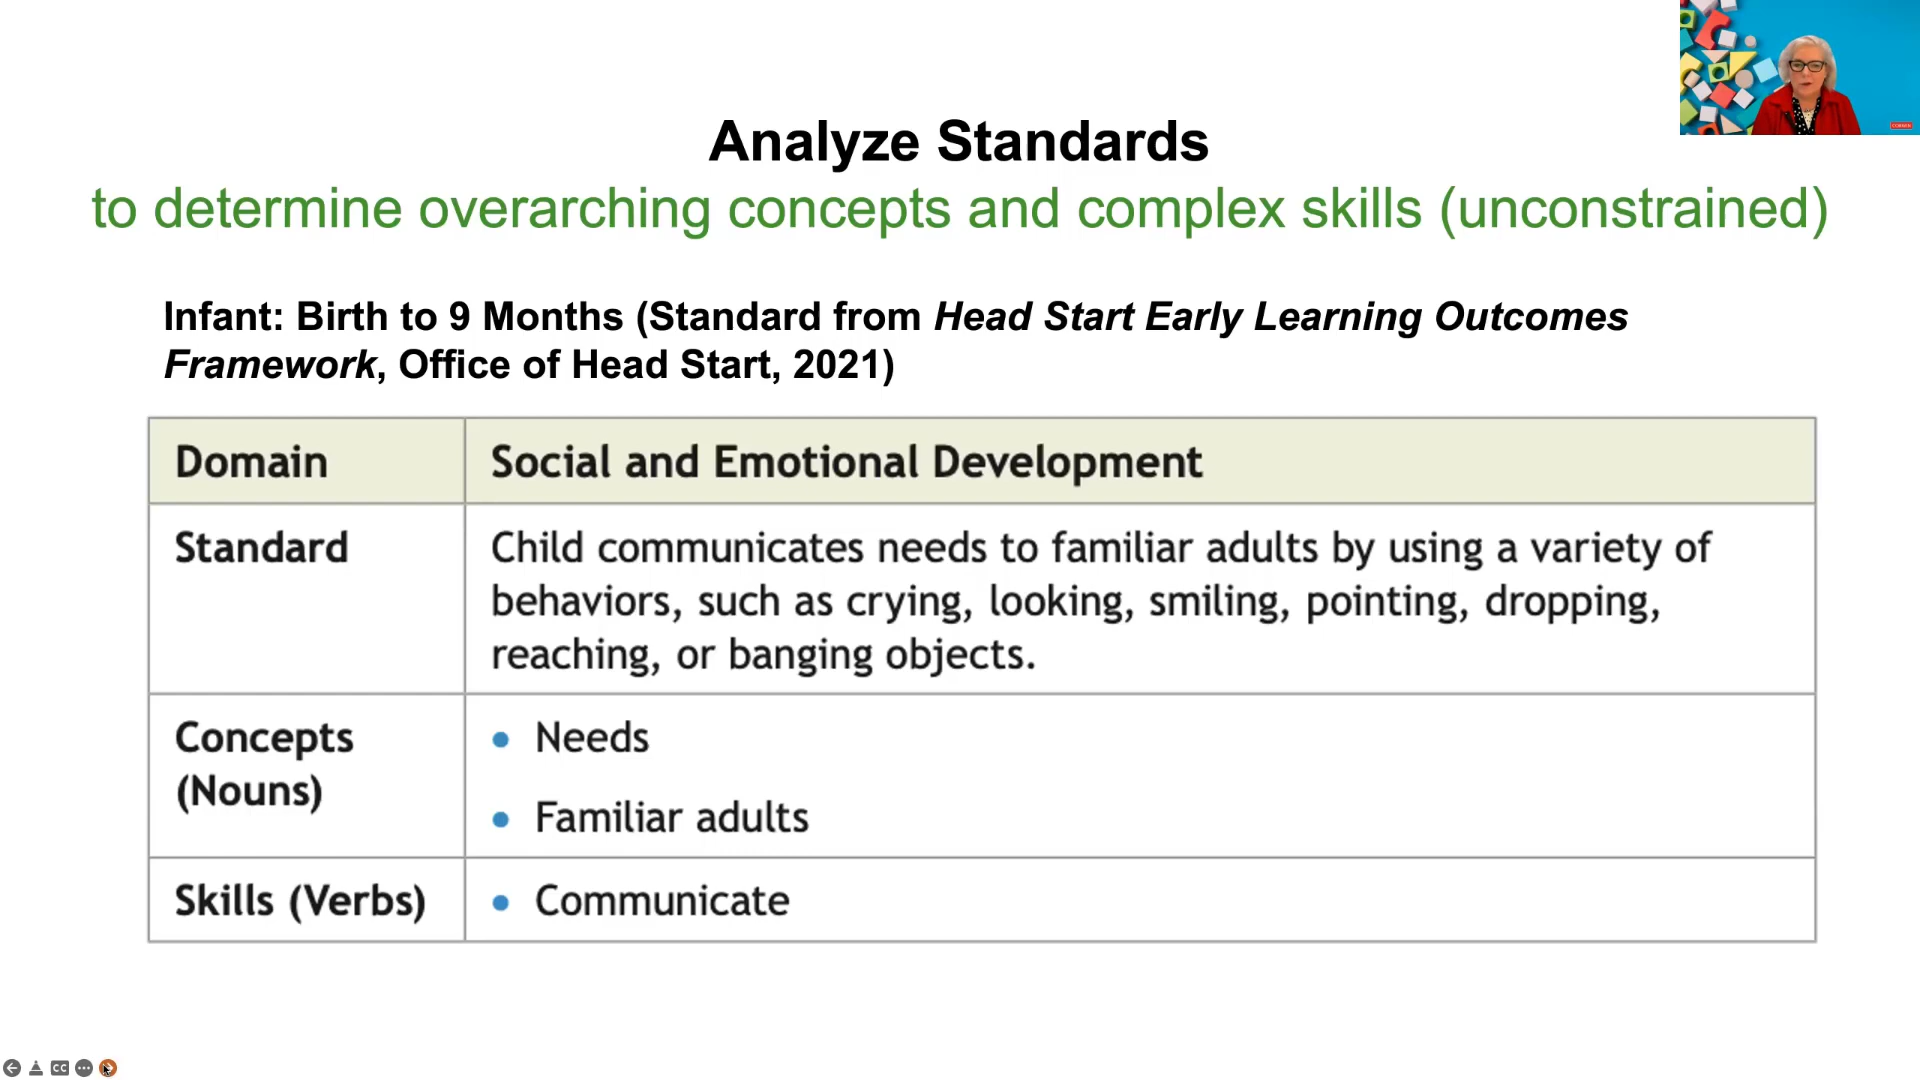 Analyze Standards
to determine overarching concepts and complex skills (unconstrained)
Infant: Birth to 9 Months (Standard from Head Start Early Learning Outcomes
Framework, Office of Head Start, 2021)
Domain
Social and Emotional Development
Standard
Child communicates needs to familiar adults by using a variety of
behaviors, such as crying, looking, smiling, pointing, dropping,
reaching, or banging objects.
Concepts
(Nouns)
• Needs
• Familiar adults
Skills (Verbs)
• Communicate
CC